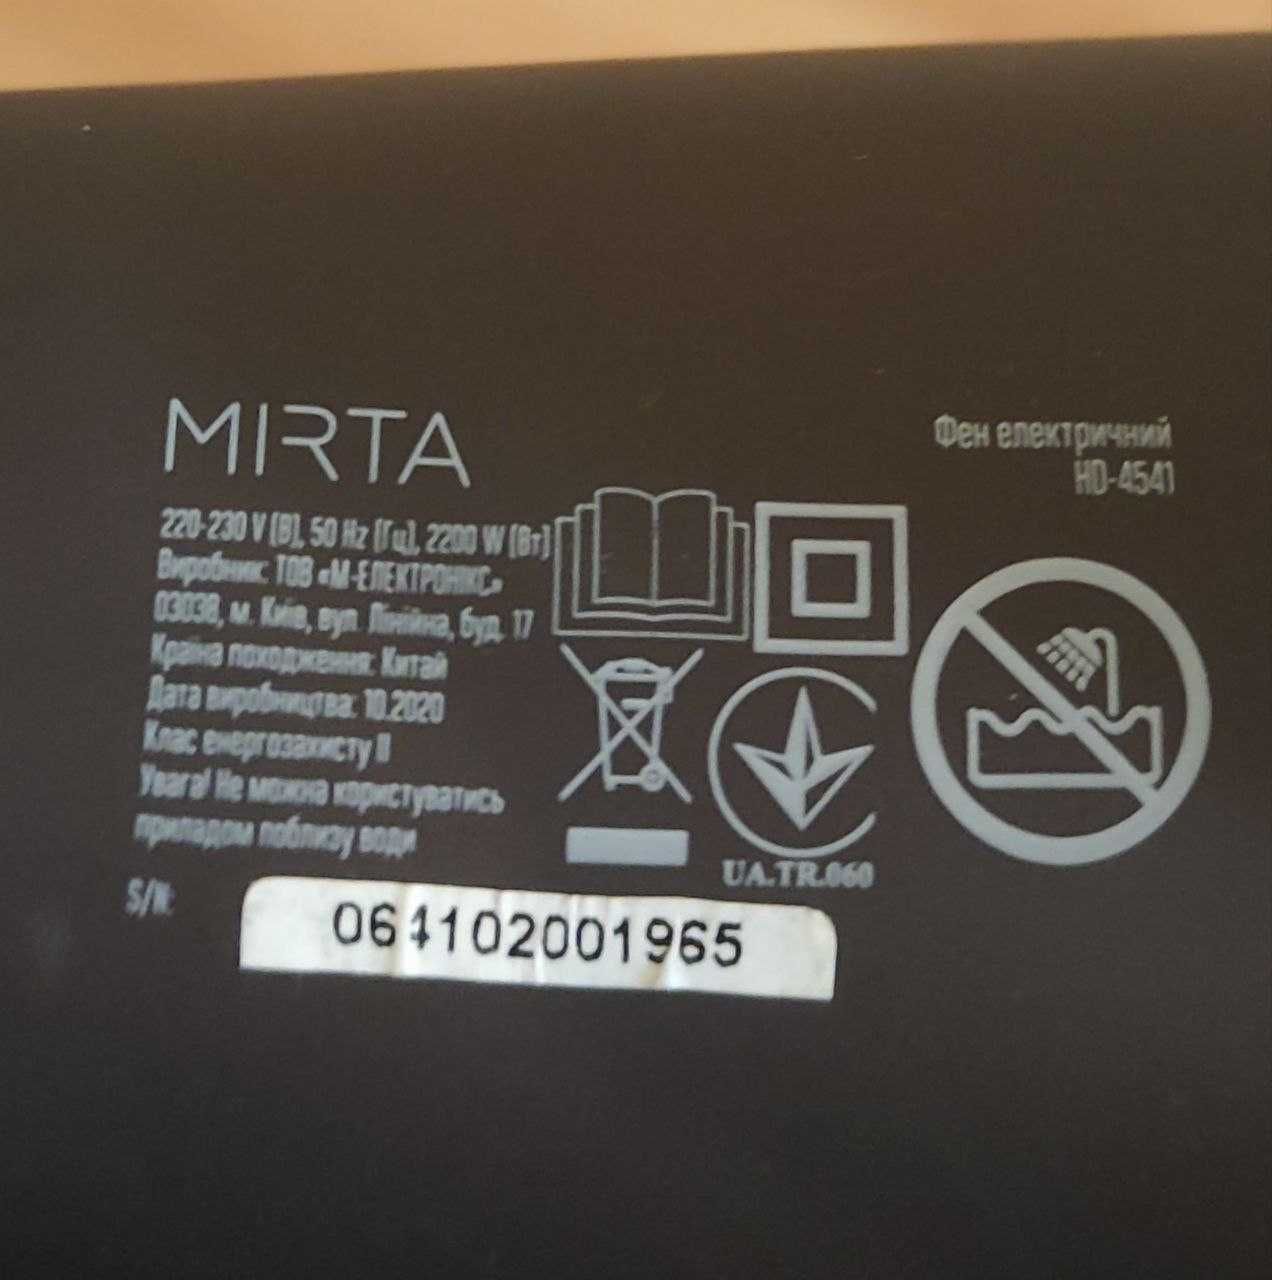 MIRTA
220-230 V (В), 50 Hz (Гц), 2200 W (Вт)
Виробник: ТОВ «М-ЕЛЕКТРОНІКС»
03038, м. Київ, вул. Лінійна, буд. 17
Країна походження: Китай
Дата виробництва: 10.2020
Клас енергозахисту II
Увага! Не можна користуватись
приладом поблизу води
S/N:
064102001965
UA.TR.060
Фен електричний
HD-4541